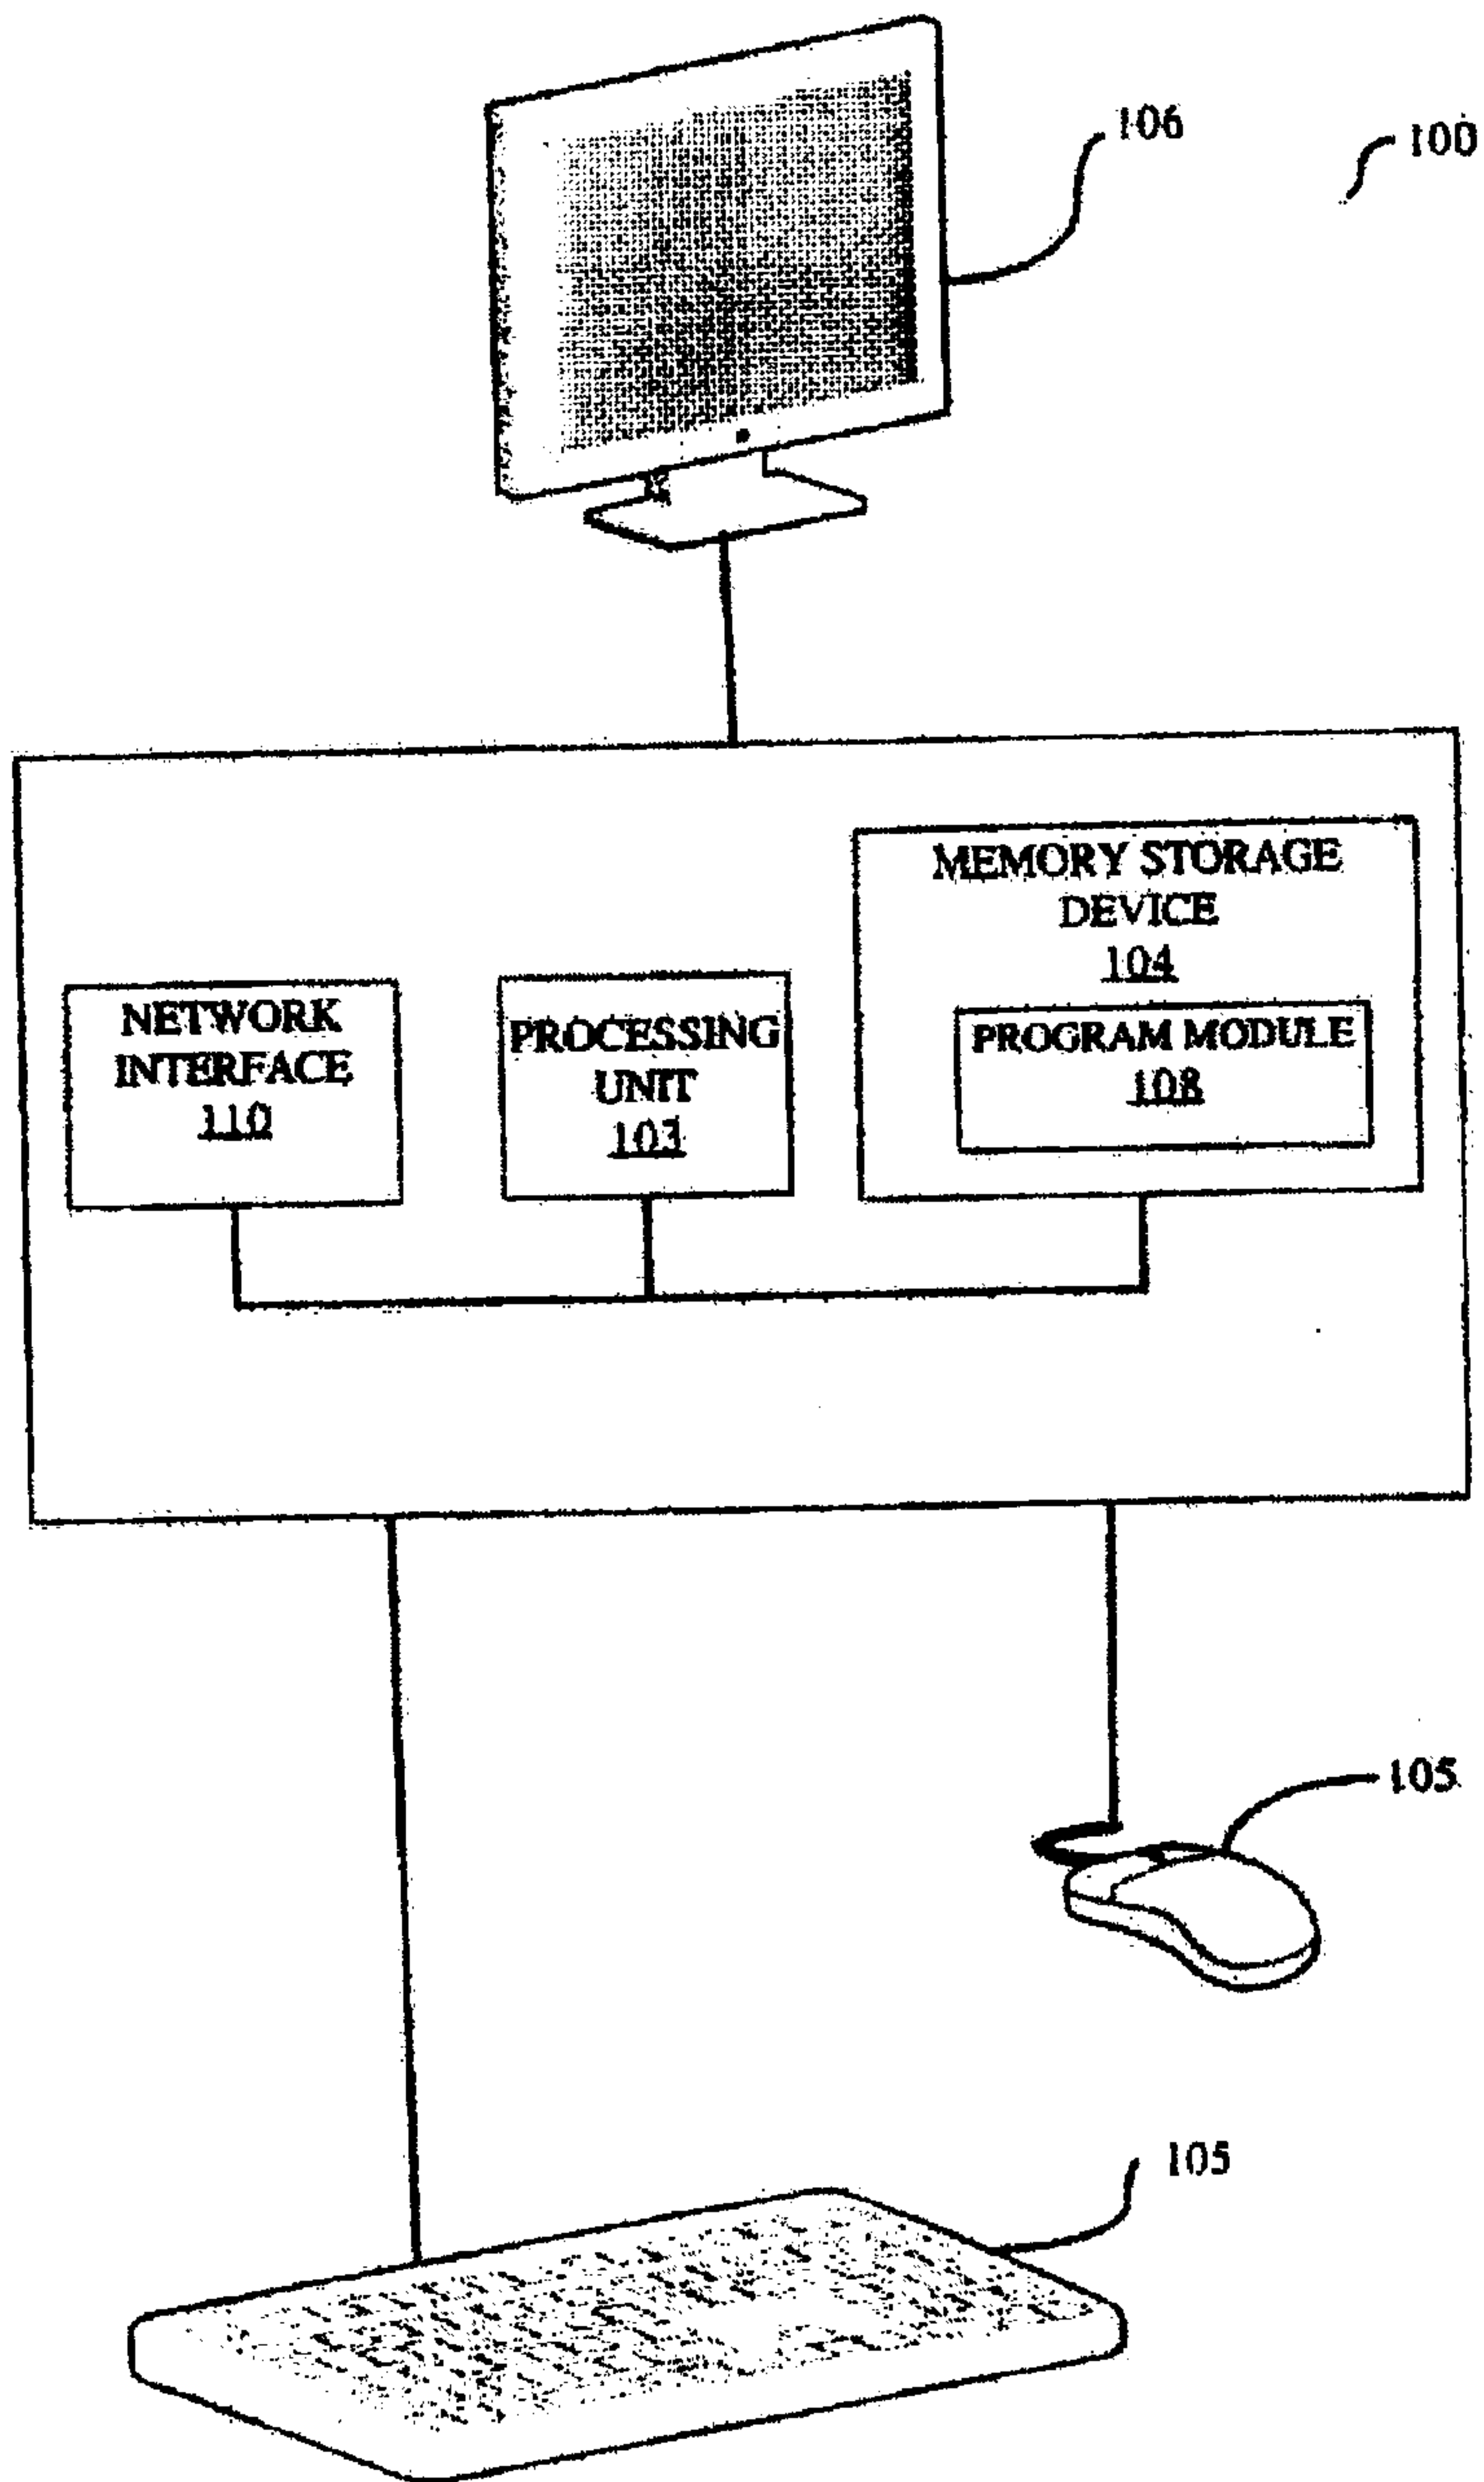 106
100
MEMORY STORAGE
DEVICE
104
NETWORK
INTERFACE
110
PROCESSING
UNIT
103
PROGRAM MODULE
108
105
105